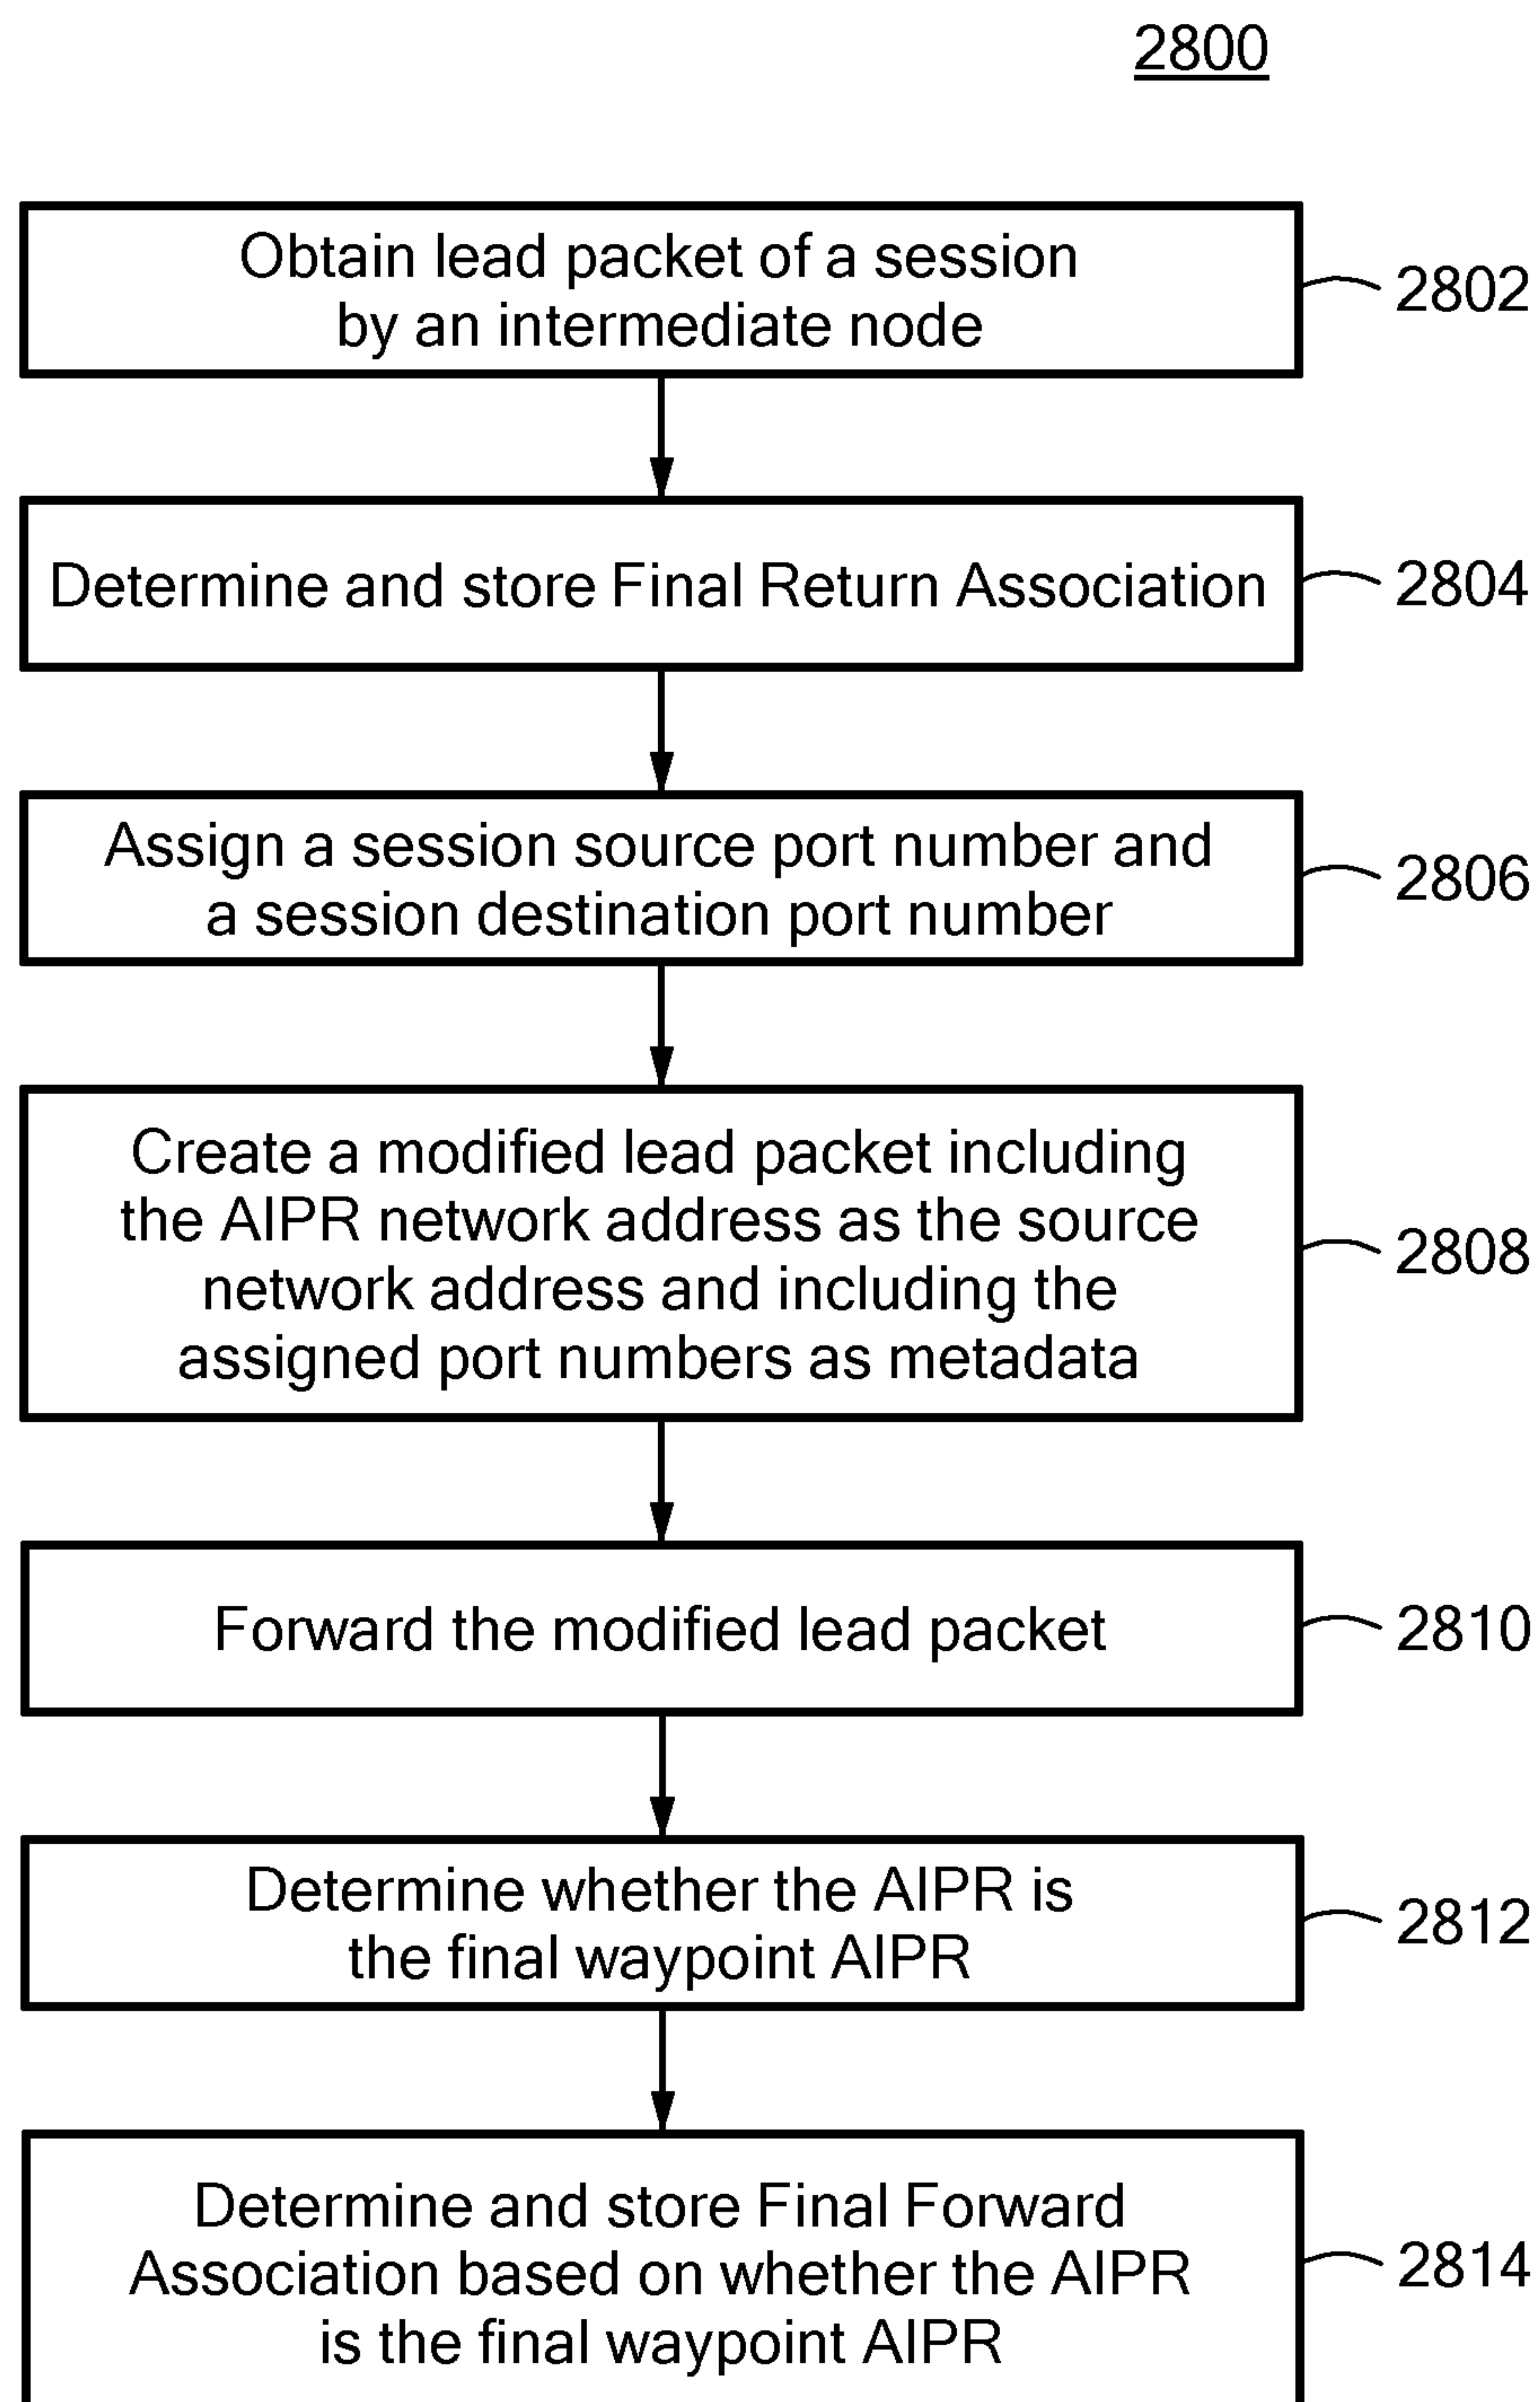 2800
Obtain lead packet of a session
by an intermediate node
2802
Determine and store Final Return Association
2804
Assign a session source port number and
a session destination port number
2806
Create a modified lead packet including
the AIPR network address as the source
network address and including the
assigned port numbers as metadata
2808
Forward the modified lead packet
2810
Determine whether the AIPR is
the final waypoint AIPR
2812
Determine and store Final Forward
Association based on whether the AIPR
is the final waypoint AIPR
2814